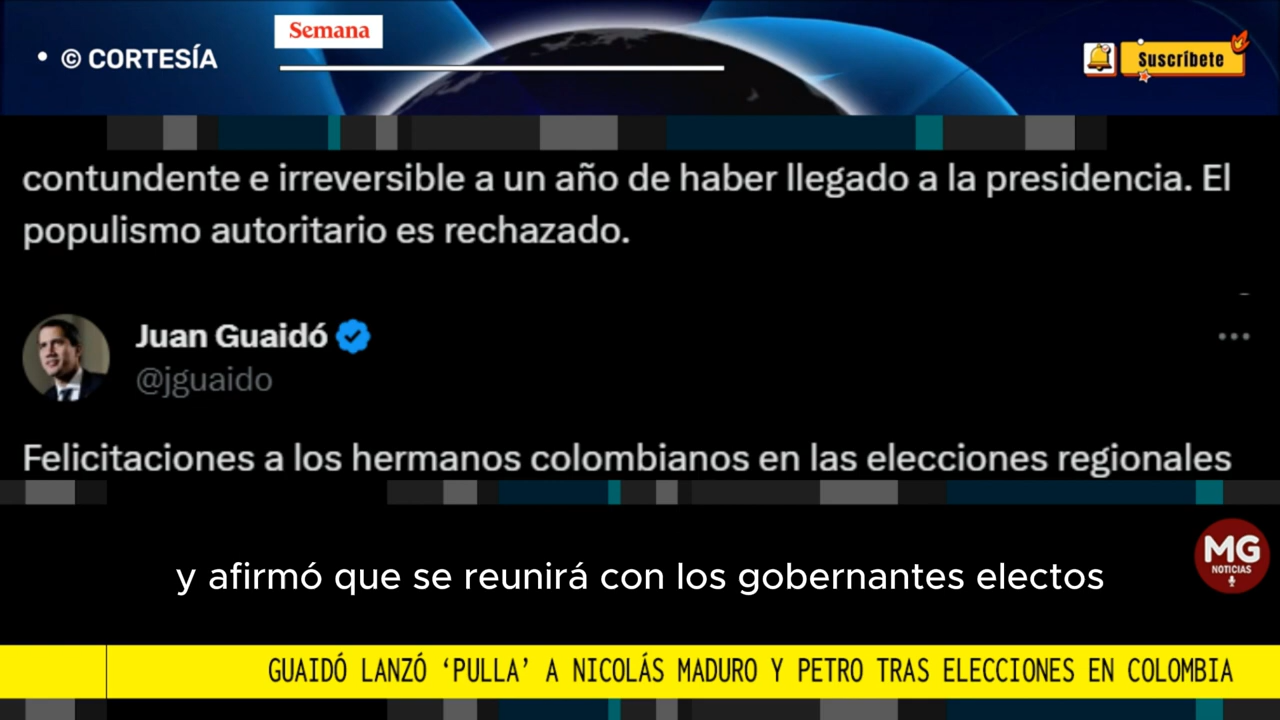 Semana
• © CORTESÍA
Suscríbete
contundente e irreversible a un año de haber llegado a la presidencia. El
populismo autoritario es rechazado.
Juan Guaidó
@jguaido
Felicitaciones a los hermanos colombianos en las elecciones regionales
y afirmó que se reunirá con los gobernantes electos
MG
NOTICIAS
GUAIDÓ LANZÓ ‘PULLA’ A NICOLÁS MADURO Y PETRO TRAS ELECCIONES EN COLOMBIA